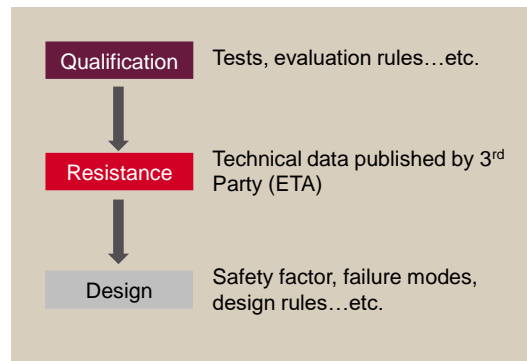 Qualification
Tests, evaluation rules…etc.
Resistance
Technical data published by 3rd
Party (ETA)
Design
Safety factor, failure modes,
design rules…etc.